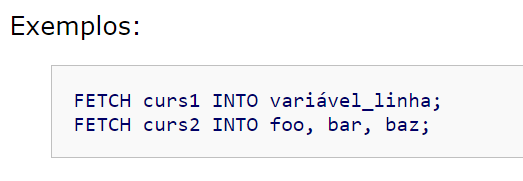 Exemplos:
FETCH curs1 INTO variável_linha;
FETCH curs2 INTO foo, bar, baz;